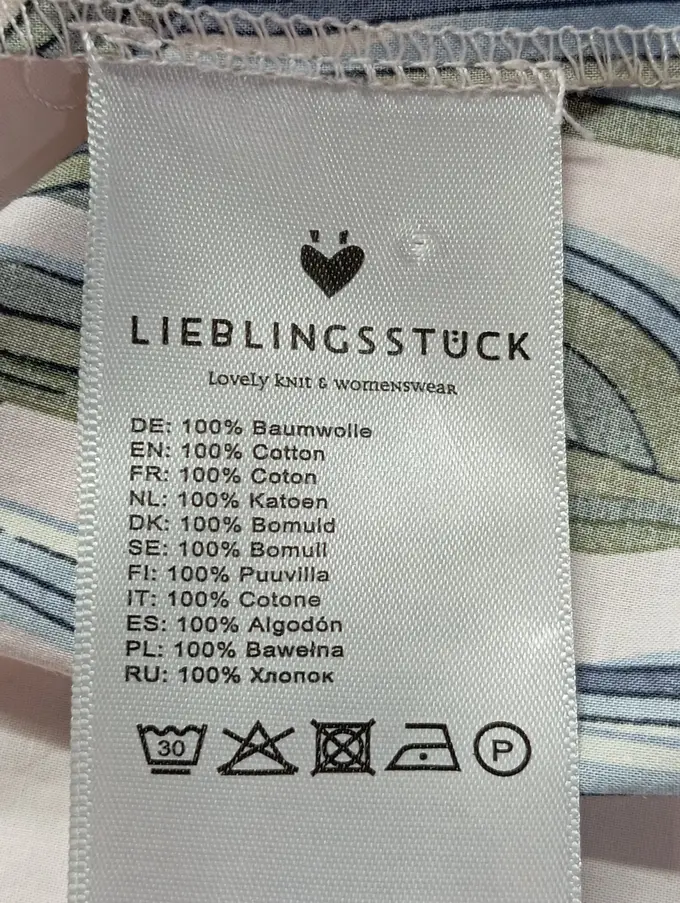 LIEBLINGSSTÜCK
Lovely knit & womenswear
DE: 100% Baumwolle
EN: 100% Cotton
FR: 100% Coton
NL: 100% Katoen
DK: 100% Bomuld
SE: 100% Bomull
FI: 100% Puuvilla
IT: 100% Cotone
ES: 100% Algodón
PL: 100% Bawełna
RU: 100% Хлопок
30 P